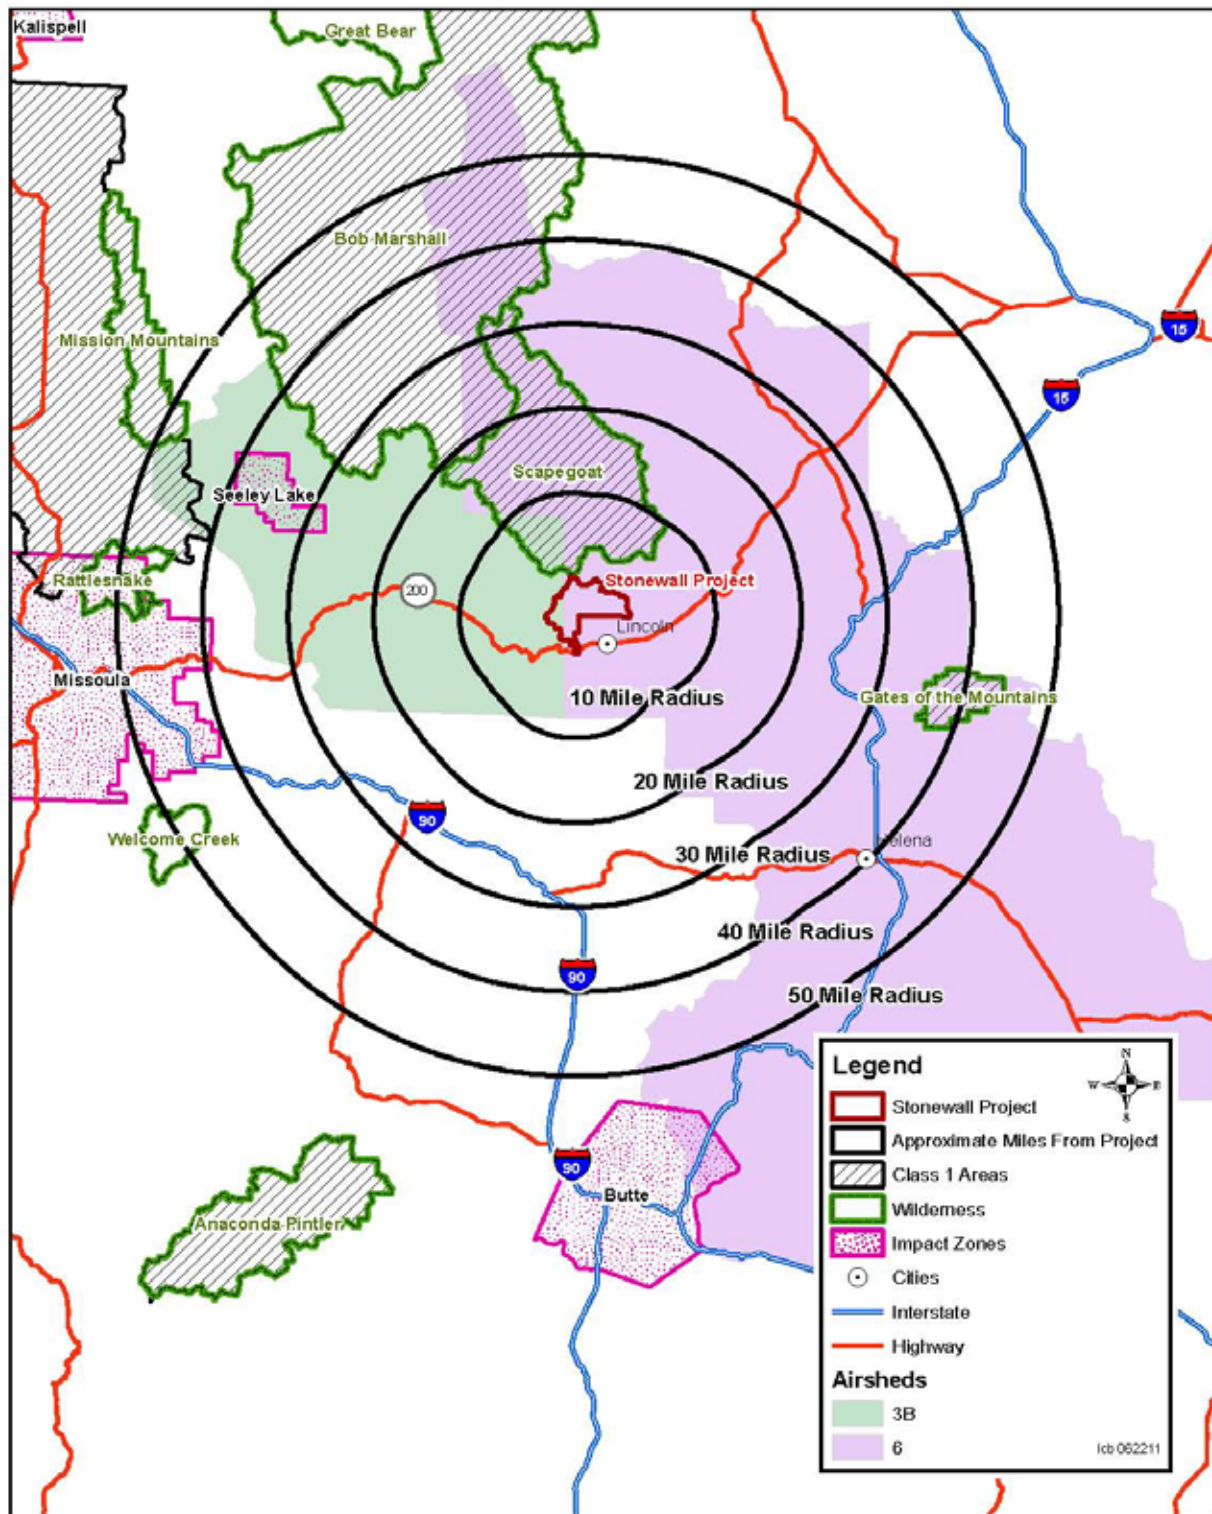 Kalispell
Great Bear
Bob Marshall
15
Mission Mountains
15
Scapegoat
Seeley Lake
Rattlesnake
Stonewall Project
200
Lincoln
Missoula
10 Mile Radius
Gates of the Mountains
20 Mile Radius
90
Welcome Creek
30 Mile Radius
Helena
40 Mile Radius
90
50 Mile Radius
Legend
N
W E
S
Stonewall Project
Approximate Miles From Project
Class 1 Areas
Wilderness
Impact Zones
Cities
Interstate
Highway
Airsheds
3B
6
lcb 062211
90
Butte
Anaconda Pintler